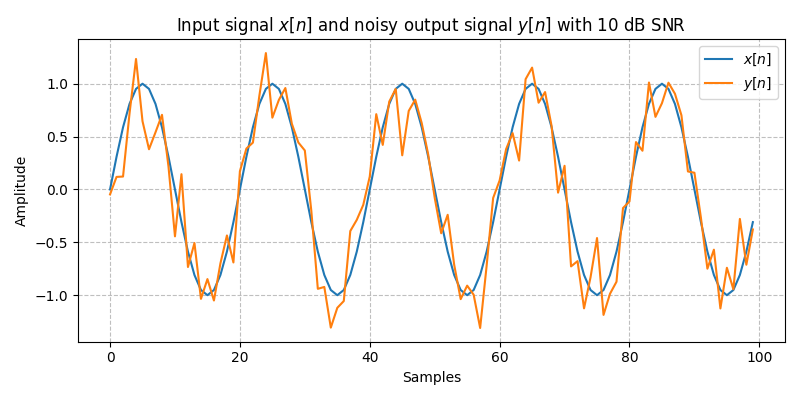 Input signal x[n] and noisy output signal y[n] with 10 dB SNR
x[n]
y[n]
1.0
0.5
0.0
−0.5
−1.0
Amplitude
0 20 40 60 80 100
Samples